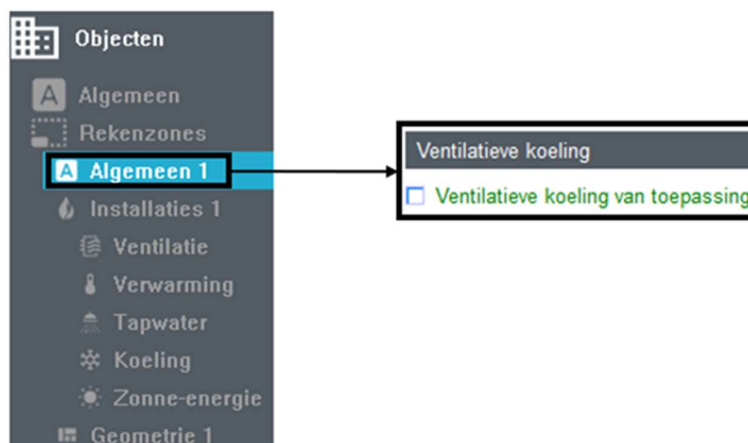 Objecten
A Algemeen
Rekenzones
A Algemeen 1
Installaties 1
Ventilatie
Verwarming
Tapwater
Koeling
Zonne-energie
Geometrie 1
Ventilatieve koeling
Ventilatieve koeling van toepassing